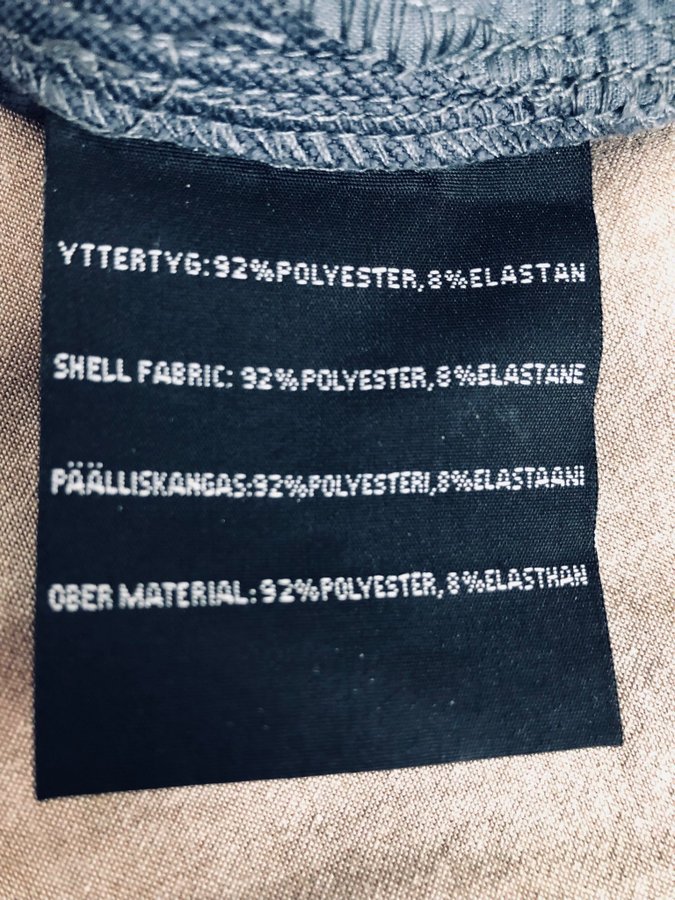 YTTERTYG:92%POLYESTER,8%ELASTAN
SHELL FABRIC: 92%POLYESTER,8%ELASTANE
PÄÄLLISKANGAS:92%POLYESTERI,8%ELASTAANI
OBER MATERIAL:92%POLYESTER,8%ELASTHAN